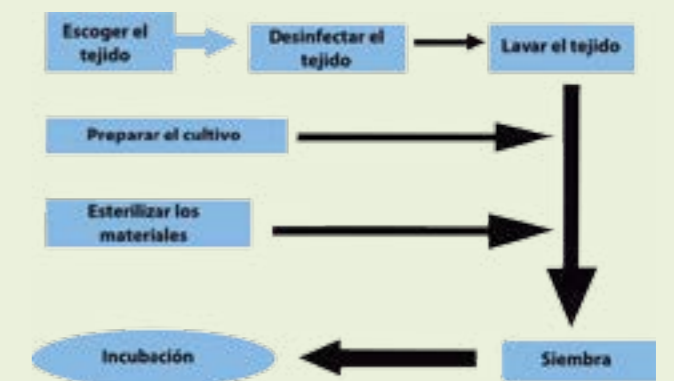 Escoger el
tejido
Desinfectar el
tejido
Lavar el tejido
Preparar el cultivo
Esterilizar los
materiales
Incubación
Siembra